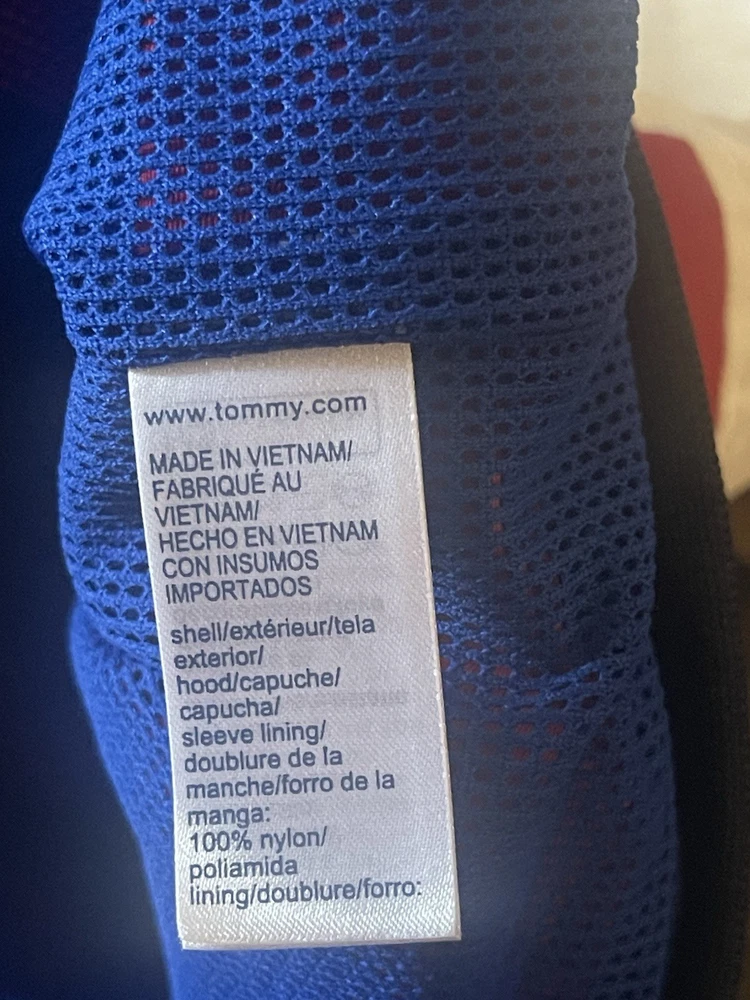 www.tommy.com
MADE IN VIETNAM/
FABRIQUÉ AU
VIETNAM/
HECHO EN VIETNAM
CON INSUMOS
IMPORTADOS
shell/extérieur/tela
exterior/
hood/capuche/
capucha/
sleeve lining/
doublure de la
manche/forro de la
manga:
100% nylon/
poliamida
lining/doublure/forro: